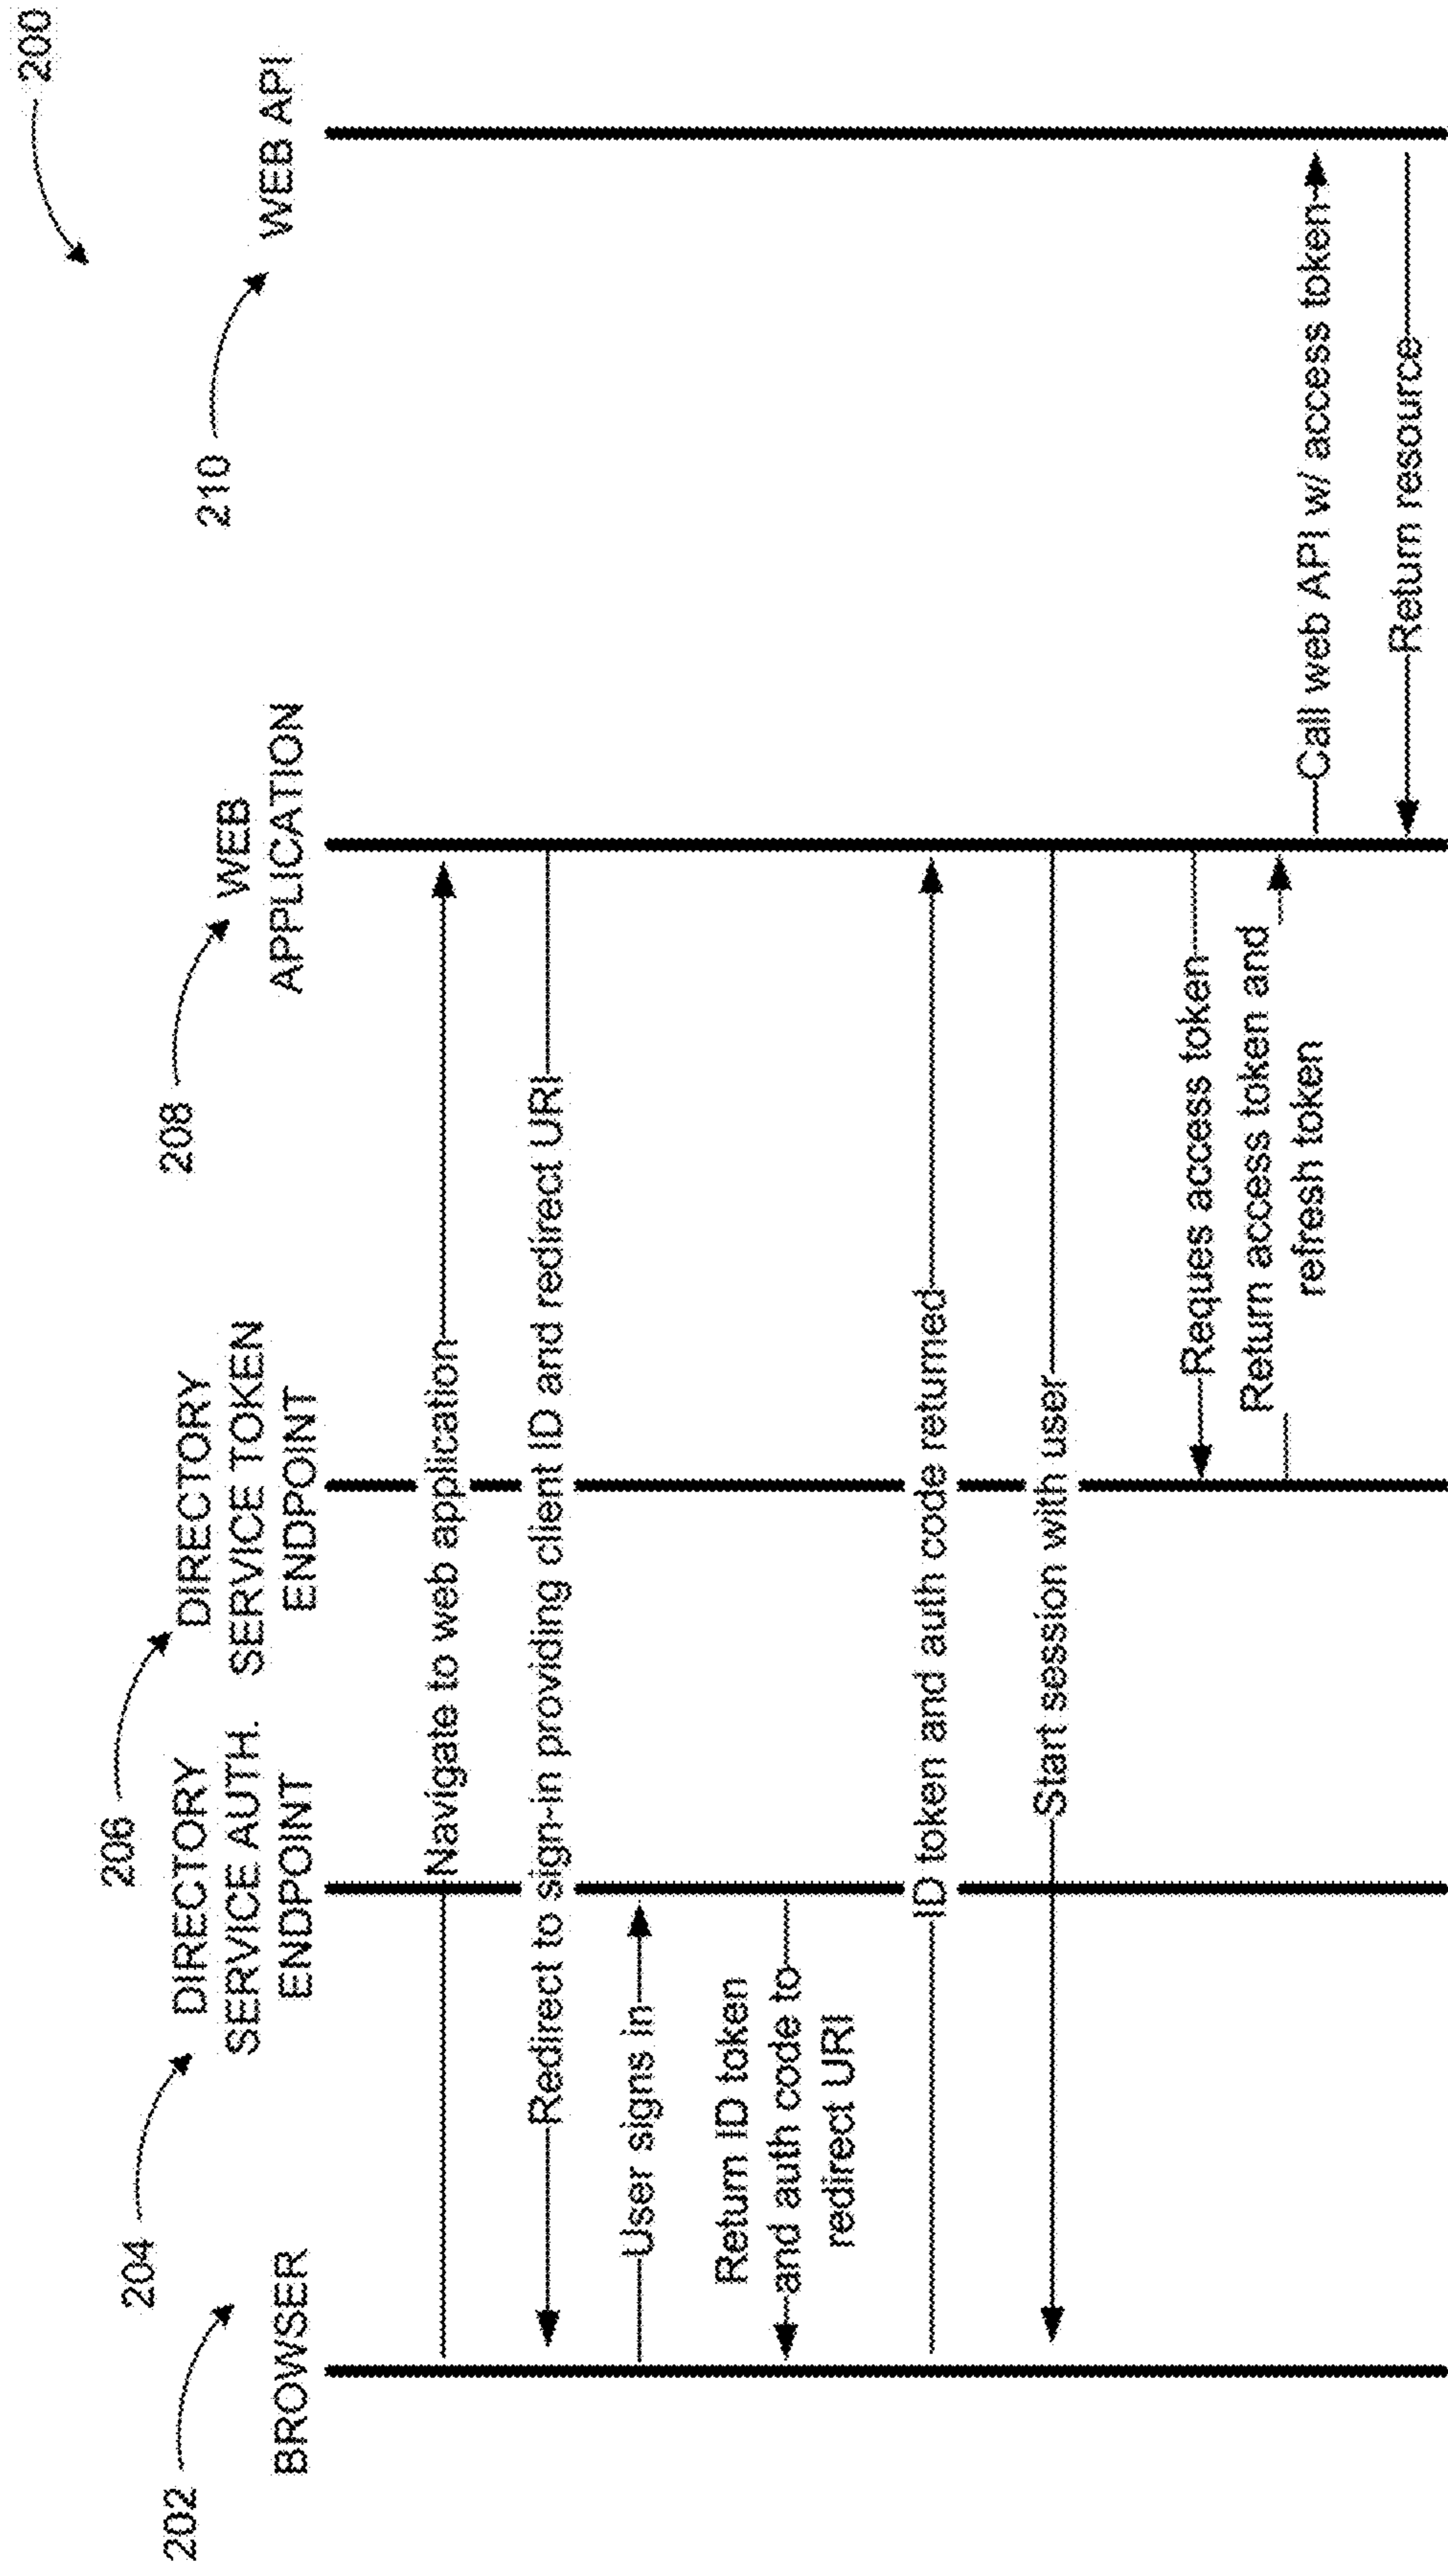 200
202
BROWSER
204
DIRECTORY
SERVICE AUTH.
ENDPOINT
206
DIRECTORY
SERVICE TOKEN
ENDPOINT
208
WEB
APPLICATION
210
WEB API
Navigate to web application
Redirect to sign-in providing client ID and redirect URI
User signs in
Return ID token
and auth code to
redirect URI
ID token and auth code returned
Start session with user
Reques access token
Return access token and
refresh token
Call web API w/ access token
Return resource